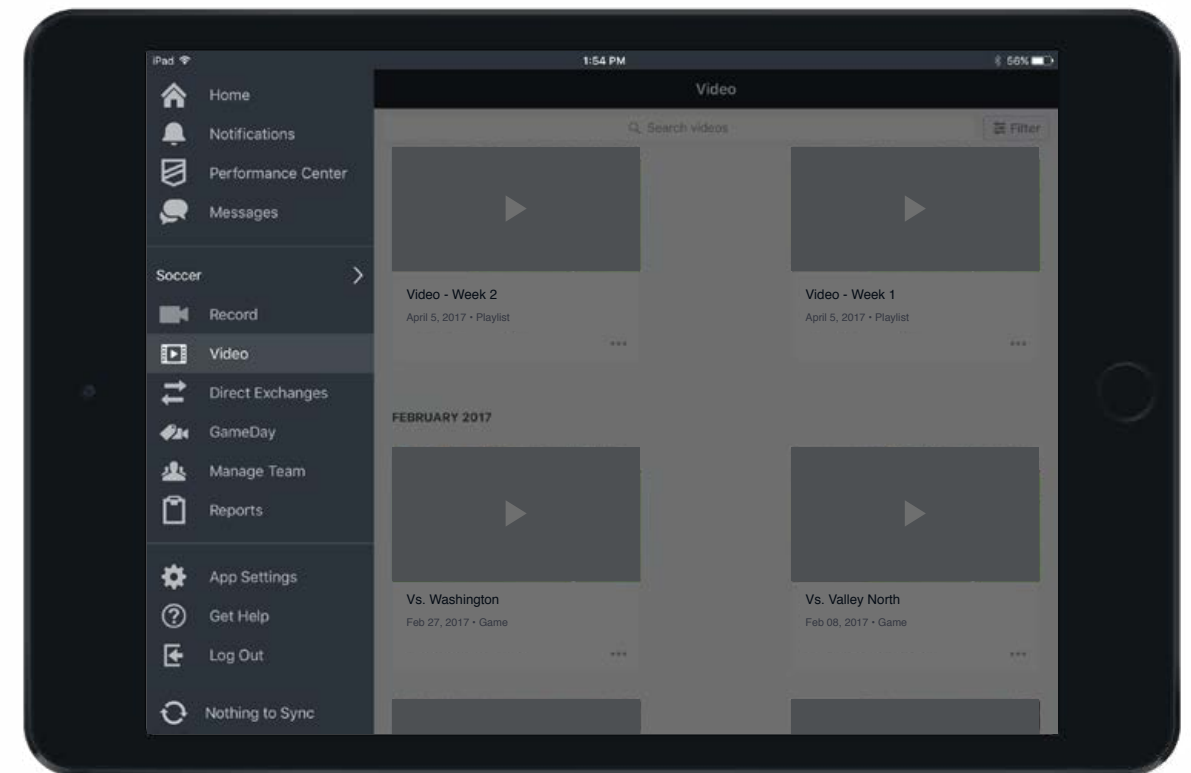 iPad
1:54 PM
56%
Home
Notifications
Performance Center
Messages
Soccer
Record
Video
Direct Exchanges
GameDay
Manage Team
Reports
App Settings
Get Help
Log Out
Nothing to Sync
Video
Search videos
Filter
Video - Week 2
April 5, 2017 • Playlist
Video - Week 1
April 5, 2017 • Playlist
FEBRUARY 2017
Vs. Washington
Feb 27, 2017 • Game
Vs. Valley North
Feb 08, 2017 • Game